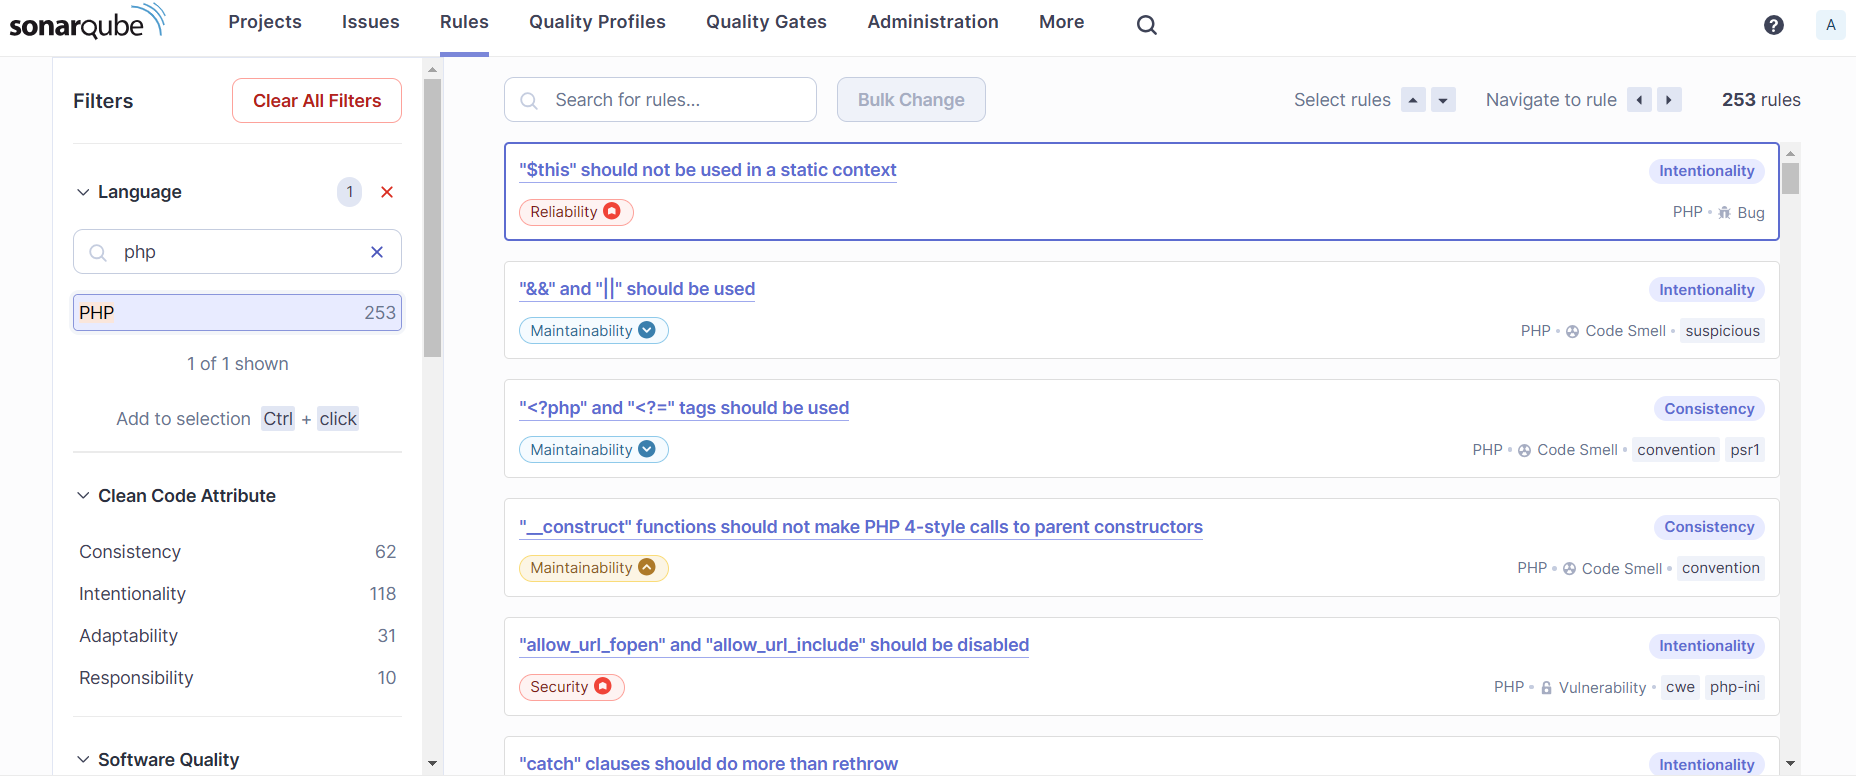 sonarqube Projects Issues Rules Quality Profiles Quality Gates Administration More ? A
Filters Clear All Filters
Language 1
php
PHP 253
1 of 1 shown
Add to selection Ctrl + click
Clean Code Attribute
Consistency 62
Intentionality 118
Adaptability 31
Responsibility 10
Software Quality
Search for rules... Bulk Change Select rules Navigate to rule 253 rules
"$this" should not be used in a static context Intentionality
Reliability PHP • Bug
"&&" and "||" should be used Intentionality
Maintainability PHP • Code Smell • suspicious
"<?php" and "<?=" tags should be used Consistency
Maintainability PHP • Code Smell • convention psr1
"__construct" functions should not make PHP 4-style calls to parent constructors Consistency
Maintainability PHP • Code Smell • convention
"allow_url_fopen" and "allow_url_include" should be disabled Intentionality
Security PHP • Vulnerability • cwe php-ini
"catch" clauses should do more than rethrow Intentionality